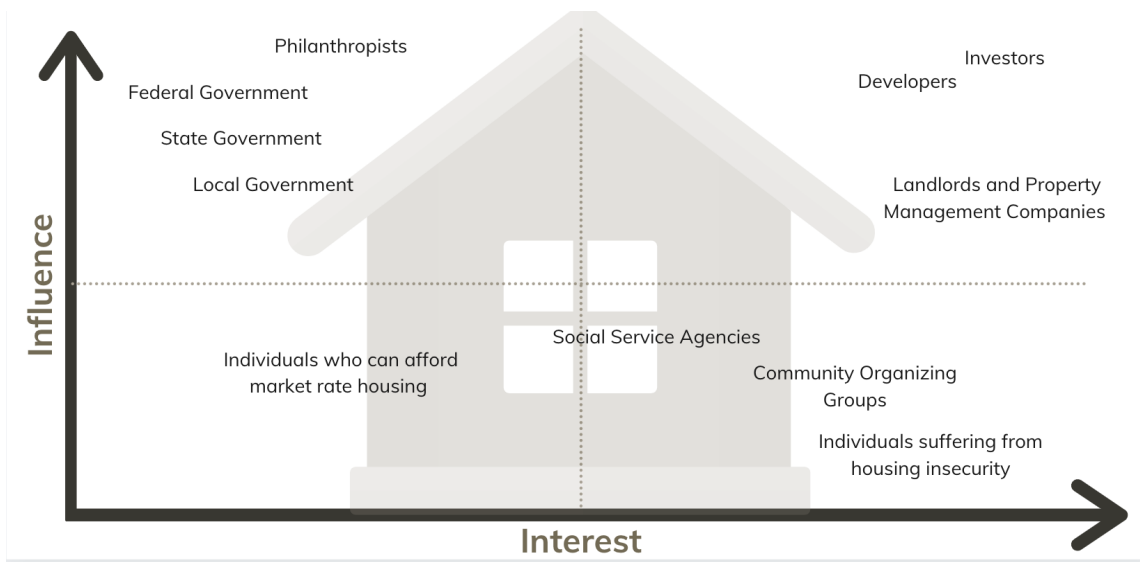 Philanthropists
Investors
Developers
Federal Government
State Government
Local Government
Landlords and Property
Management Companies
Influence
Social Service Agencies
Individuals who can afford
market rate housing
Community Organizing
Groups
Individuals suffering from
housing insecurity
Interest